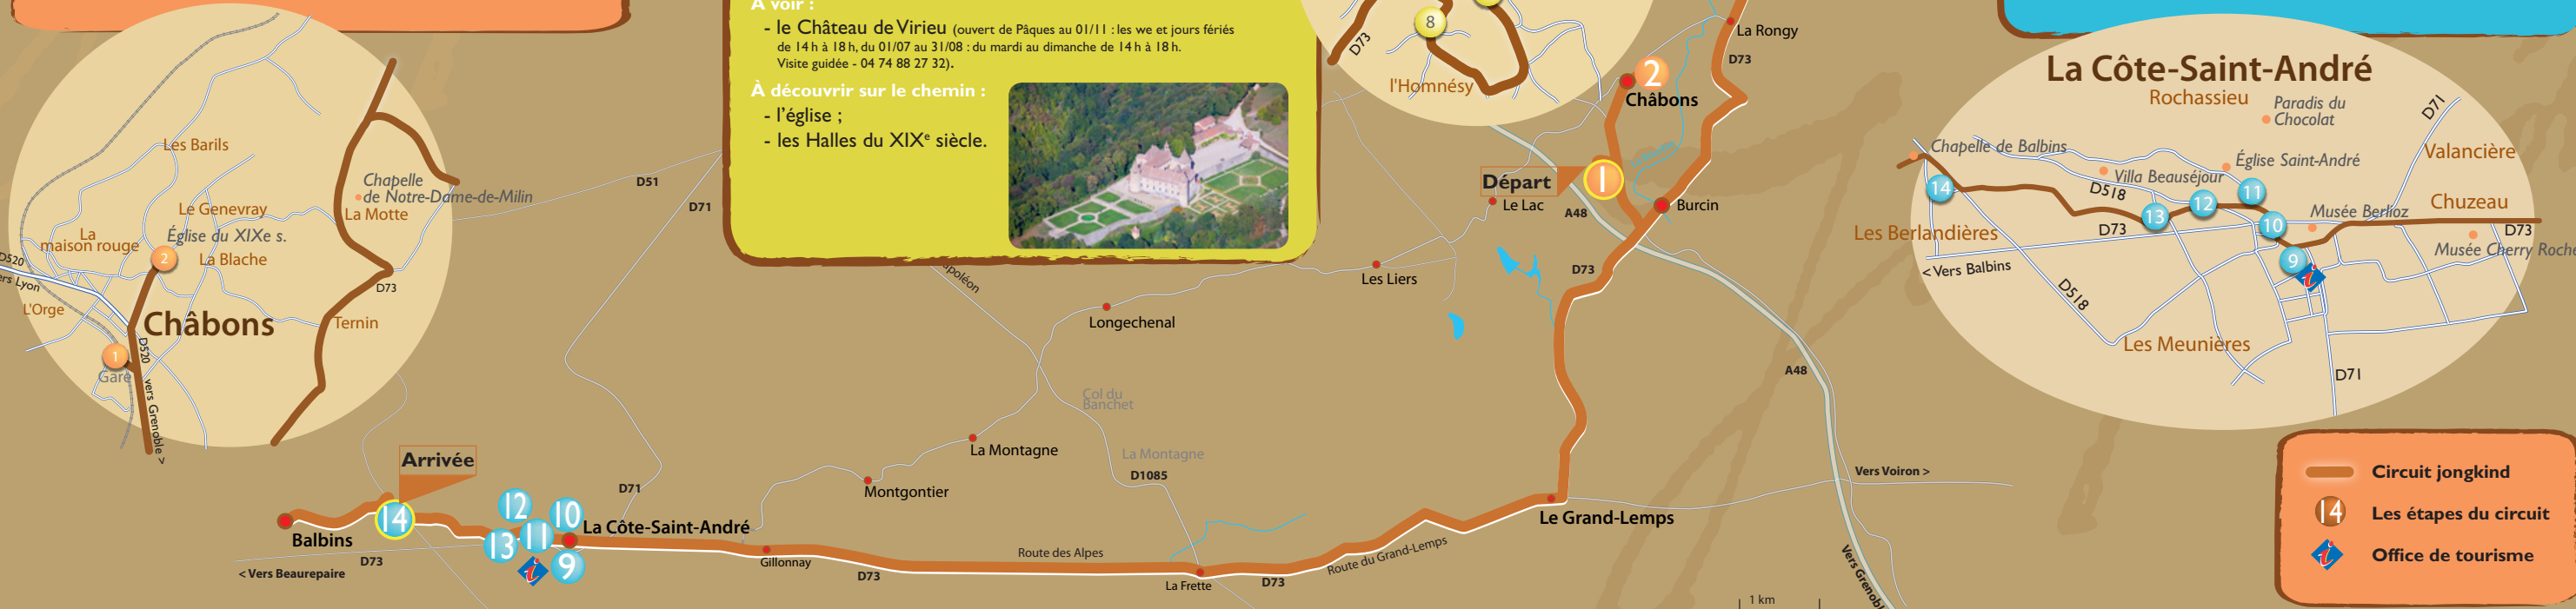 Les Barils
Chapelle
de Notre-Dame-de-Milin
La Motte
Le Genevray
Église du XIXe s.
La
maison rouge
2
La Blache
D520
ers Lyon
D73
L'Orge
Châbons
Ternin
1
Gare
D520
vers Grenoble >
À voir :
- le Château de Virieu (ouvert de Pâques au 01/11 : les we et jours fériés
de 14 h à 18 h, du 01/07 au 31/08 : du mardi au dimanche de 14 h à 18 h.
Visite guidée - 04 74 88 27 32).
À découvrir sur le chemin :
- l'église ;
- les Halles du XIXe siècle.
8
D73
l'Homnésy
La Rongy
D73
2
Châbons
Départ
1
Le Lac
A48
Burcin
D51
D71
poléon
Les Liers
D73
Longechenal
A48
Col du
Banchet
La Montagne
La Montagne
D1085
Montgontier
D71
Vers Voiron >
Arrivée
14
12
10
11
13
9
La Côte-Saint-André
Balbins
D73
< Vers Beaurepaire
Gillonnay
D73
Route des Alpes
La Frette
D73
Route du Grand-Lemps
Le Grand-Lemps
Vers Grenobl
1 km
La Côte-Saint-André
Rochassieu
Paradis du
Chocolat
D71
Chapelle de Balbins
Église Saint-André
Valancière
Villa Beauséjour
14
D518
11
12
13
10
Musée Berlioz
Chuzeau
Les Berlandières
D73
D73
Musée Cherry Roche
< Vers Balbins
9
D518
Les Meunières
D71
Circuit jongkind
14
Les étapes du circuit
Office de tourisme